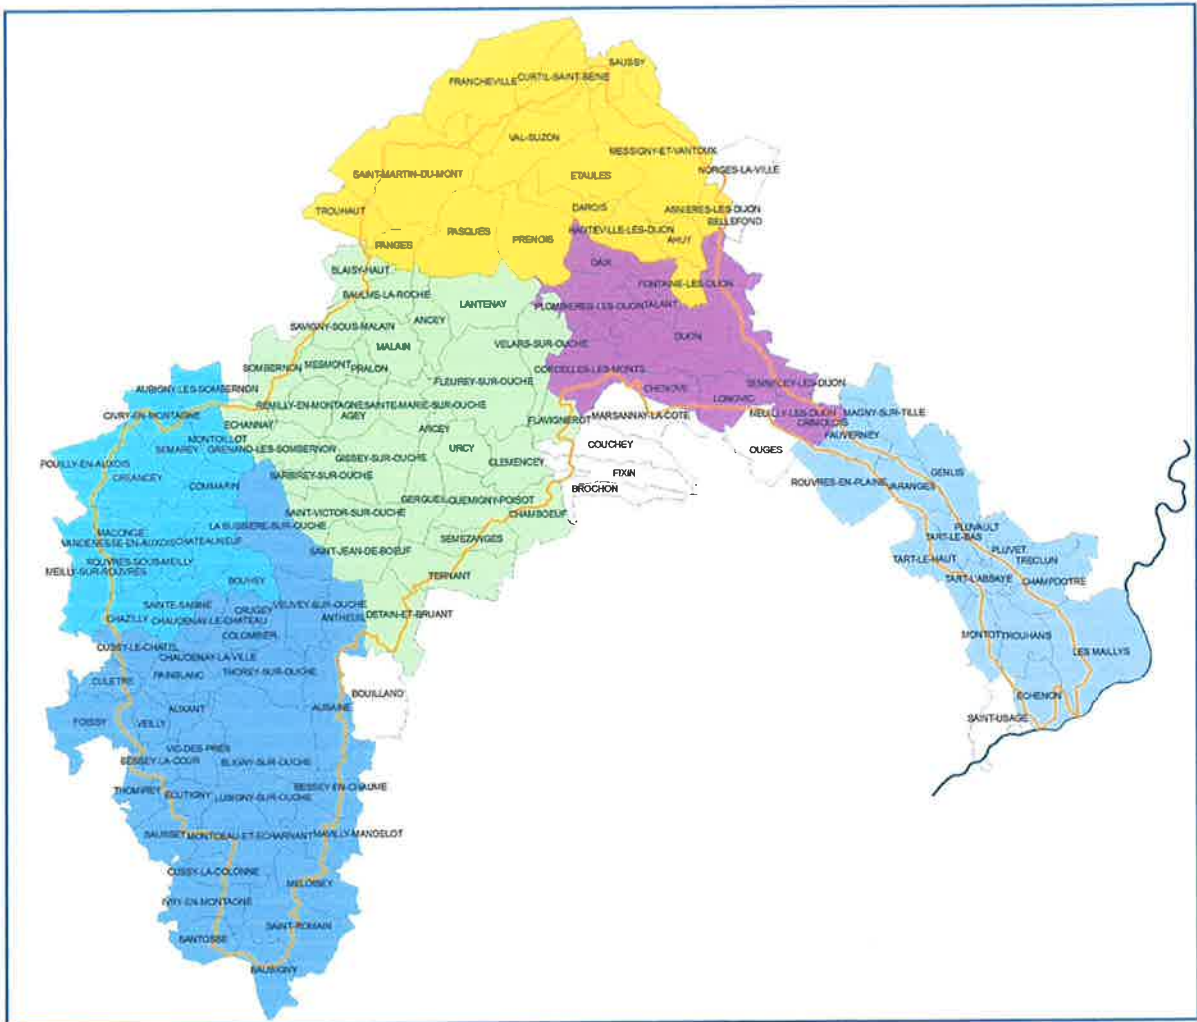 SAUSSY
FRANCHEVILLE
CURTIL-SAINT-SEINE
VAL-SUZON
MESSIGNY-ET-VANTOUX
NORGES-LA-VILLE
SAINT-MARTIN-DU-MONT
ETAULES
TROUHAUT
DAROIS
ASNIERES-LES-DIJON
BELLEFOND
PASQUES
HAUTEVILLE-LES-DIJON
PANGES
PRENOIS
AHUY
BLAISY-HAUT
DAIX
BAULME-LA-ROCHE
FONTAINE-LES-DIJON
LANTENAY
PLOMBIERES-LES-DIJON
TALANT
ANCEY
SAVIGNY-SOUS-MALAIN
DIJON
MALAIN
VELARS-SUR-OUCHE
SOMBERNON
MESMONT
PRALON
CORCELLES-LES-MONTS
AUBIGNY-LES-SOMBERNON
FLEUREY-SUR-OUCHE
CHENOVE
SENNECEY-LES-DIJON
REMILLY-EN-MONTAGNE
SAINTE-MARIE-SUR-OUCHE
LONGVIC
CIVRY-EN-MONTAGNE
AGEY
MARSANNAY-LA-COTE
NEUILLY-LES-DIJON
MAGNY-SUR-TILLE
ECHANNAY
FLAVIGNEROT
CRIMOLOIS
ARCEY
FAUVERNEY
MONTOILLOT
COUCHEY
SEMAREY
GRENAND-LES-SOMBERNON
URCY
OUGES
GISSEY-SUR-OUCHE
POUILLY-EN-AUXOIS
CLEMENCEY
CREANCEY
BARBIREY-SUR-OUCHE
FIXIN
GENLIS
COMMARIN
BROCHON
ROUVRES-EN-PLAINE
VARANGES
GERGUEIL
QUEMIGNY-POISOT
SAINT-VICTOR-SUR-OUCHE
CHAMBOEUF
LA BUSSIERE-SUR-OUCHE
PLUVAULT
MACONGE
TART-LE-BAS
VANDENESSE-EN-AUXOIS
CHATEAUNEUF
SEMEZANGES
SAINT-JEAN-DE-BOEUF
PLUVET
ROUVRES-SOUS-MEILLY
TART-LE-HAUT
TRECLUN
MEILLY-SUR-ROUVRES
TERNANT
BOUHEY
TART-L'ABBAYE
CHAMPDOTRE
SAINTE-SABINE
CRUGEY
VEUVEY-SUR-OUCHE
CHAZILLY
CHAUDENAY-LE-CHATEAU
ANTHEUIL
DETAIN-ET-BRUANT
COLOMBIER
MONTOT
TROUHANS
CUSSY-LE-CHATEL
CHAUDENAY-LA-VILLE
LES MAILLYS
PAINBLANC
THOREY-SUR-OUCHE
CULETRE
BOUILLAND
ECHENON
AUXANT
AUBAINE
FOISSY
VEILLY
SAINT-USAGE
VIC-DES-PRES
BESSEY-LA-COUR
BLIGNY-SUR-OUCHE
BESSEY-EN-CHAUME
THOMIREY
ECUTIGNY
LUSIGNY-SUR-OUCHE
SAUSSEY
MONTCEAU-ET-ECHARNANT
MAVILLY-MANDELOT
CUSSY-LA-COLONNE
MELOISEY
IVRY-EN-MONTAGNE
SAINT-ROMAIN
SANTOSSE
BAUBIGNY